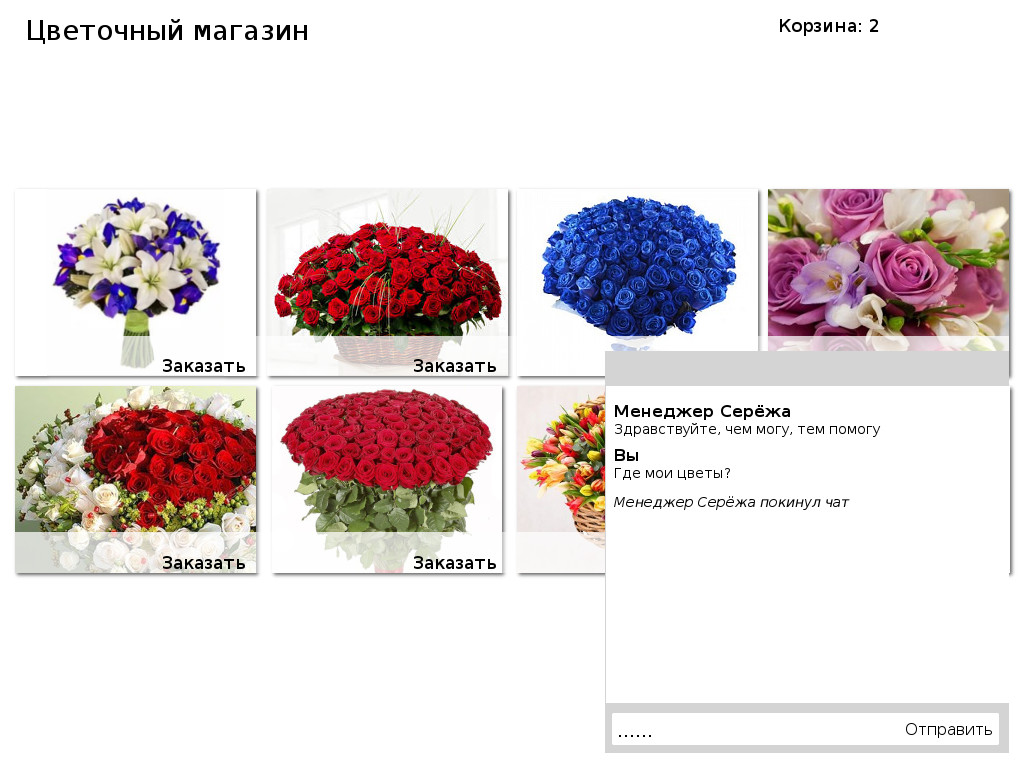 Цветочный магазин
Корзина: 2
Заказать
Заказать
Заказать
Заказать
Менеджер Серёжа
Здравствуйте, чем могу, тем помогу
Вы
Где мои цветы?
Менеджер Серёжа покинул чат
......
Отправить